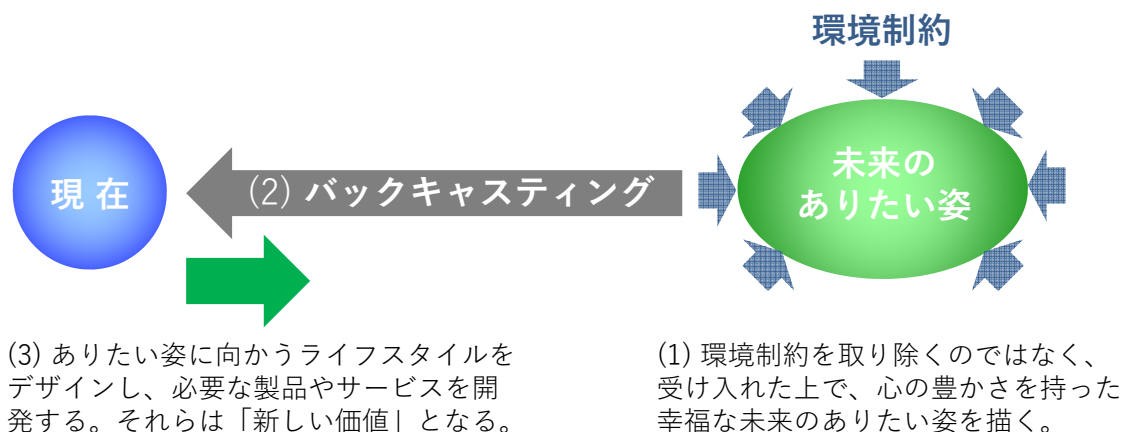 環境制約
現 在
(2) バックキャスティング
未来の
ありたい姿
(3) ありたい姿に向かうライフスタイルを
デザインし、必要な製品やサービスを開
発する。それらは「新しい価値」となる。
(1) 環境制約を取り除くのではなく、
受け入れた上で、心の豊かさを持った
幸福な未来のありたい姿を描く。